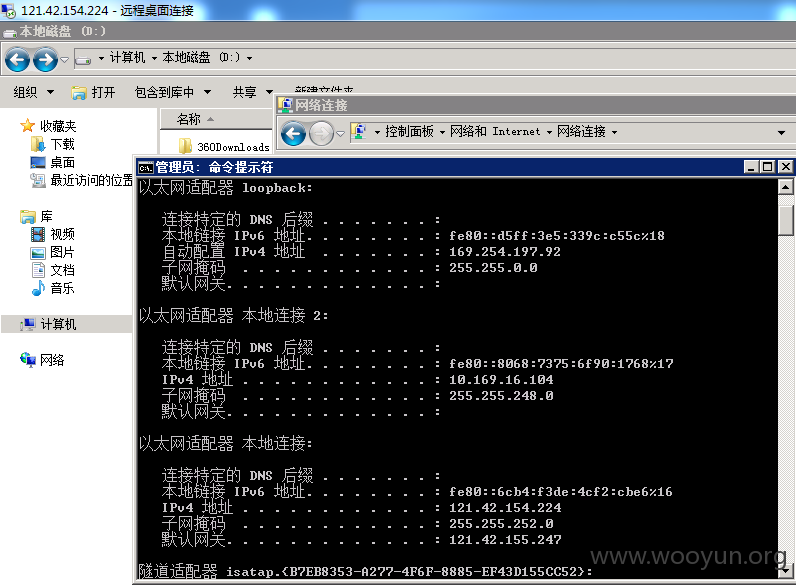 121.42.154.224 - 远程桌面连接
本地磁盘 (D:)
计算机 本地磁盘 (D:)
组织 打开 包含到库中 共享 新建文件夹
名称
360Downloads
收藏夹
下载
桌面
最近访问的位置
库
视频
图片
文档
音乐
计算机
网络
网络连接
控制面板 网络和 Internet 网络连接
管理员: 命令提示符
以太网适配器 loopback:
连接特定的 DNS 后缀 . . . . . . . :
本地链接 IPv6 地址. . . . . . . . : fe80::d5ff:3e5:339c:c55c%18
自动配置 IPv4 地址 . . . . . . . : 169.254.197.92
子网掩码 . . . . . . . . . . . . : 255.255.0.0
默认网关. . . . . . . . . . . . . :
以太网适配器 本地连接 2:
连接特定的 DNS 后缀 . . . . . . . :
本地链接 IPv6 地址. . . . . . . . : fe80::8068:7375:6f90:1768%17
IPv4 地址 . . . . . . . . . . . . : 10.169.16.104
子网掩码 . . . . . . . . . . . . : 255.255.248.0
默认网关. . . . . . . . . . . . . :
以太网适配器 本地连接:
连接特定的 DNS 后缀 . . . . . . . :
本地链接 IPv6 地址. . . . . . . . : fe80::6cb4:f3de:4cf2:cbe6%16
IPv4 地址 . . . . . . . . . . . . : 121.42.154.224
子网掩码 . . . . . . . . . . . . : 255.255.252.0
默认网关. . . . . . . . . . . . . : 121.42.155.247
隧道适配器 isatap.{B7EB8353-A277-4F6F-8885-EF43D155CC52}:
www.wooyun.org